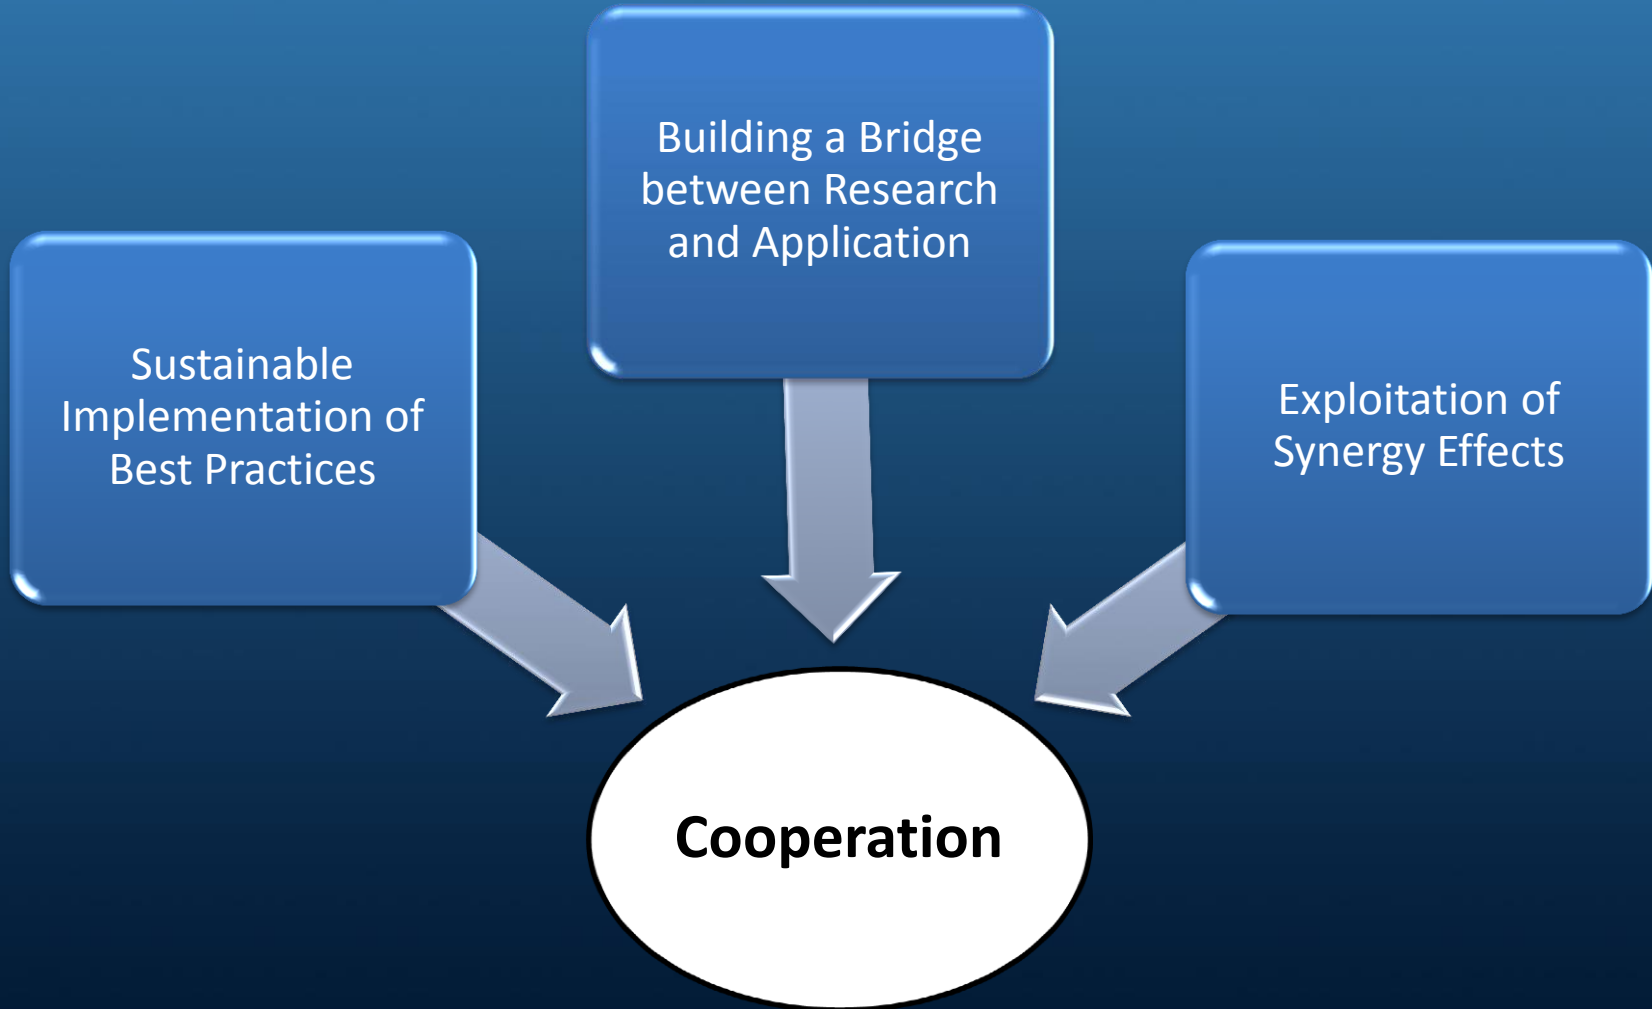 Building a Bridge
between Research
and Application
Sustainable
Implementation of
Best Practices
Exploitation of
Synergy Effects
Cooperation